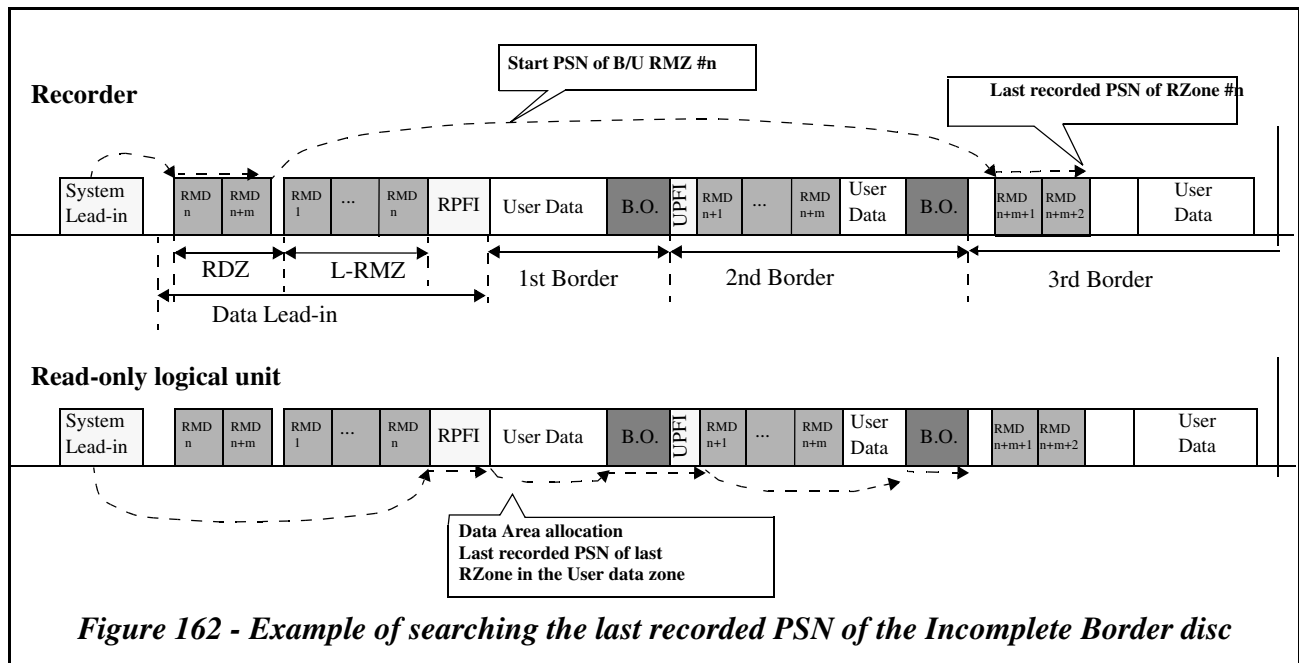 Start PSN of B/U RMZ #n
Last recorded PSN of RZone #n
Recorder
System
Lead-in
RMD
n
RMD
n+m
RMD
1
...
RMD
n
RPFI
User Data
B.O.
UPFI
RMD
n+1
...
RMD
n+m
User
Data
B.O.
RMD
n+m+1
RMD
n+m+2
User
Data
RDZ
L-RMZ
1st Border
2nd Border
3rd Border
Data Lead-in
Read-only logical unit
System
Lead-in
RMD
n
RMD
n+m
RMD
1
...
RMD
n
RPFI
User Data
B.O.
UPFI
RMD
n+1
...
RMD
n+m
User
Data
B.O.
RMD
n+m+1
RMD
n+m+2
User
Data
Data Area allocation
Last recorded PSN of last
RZone in the User data zone
Figure 162 - Example of searching the last recorded PSN of the Incomplete Border disc